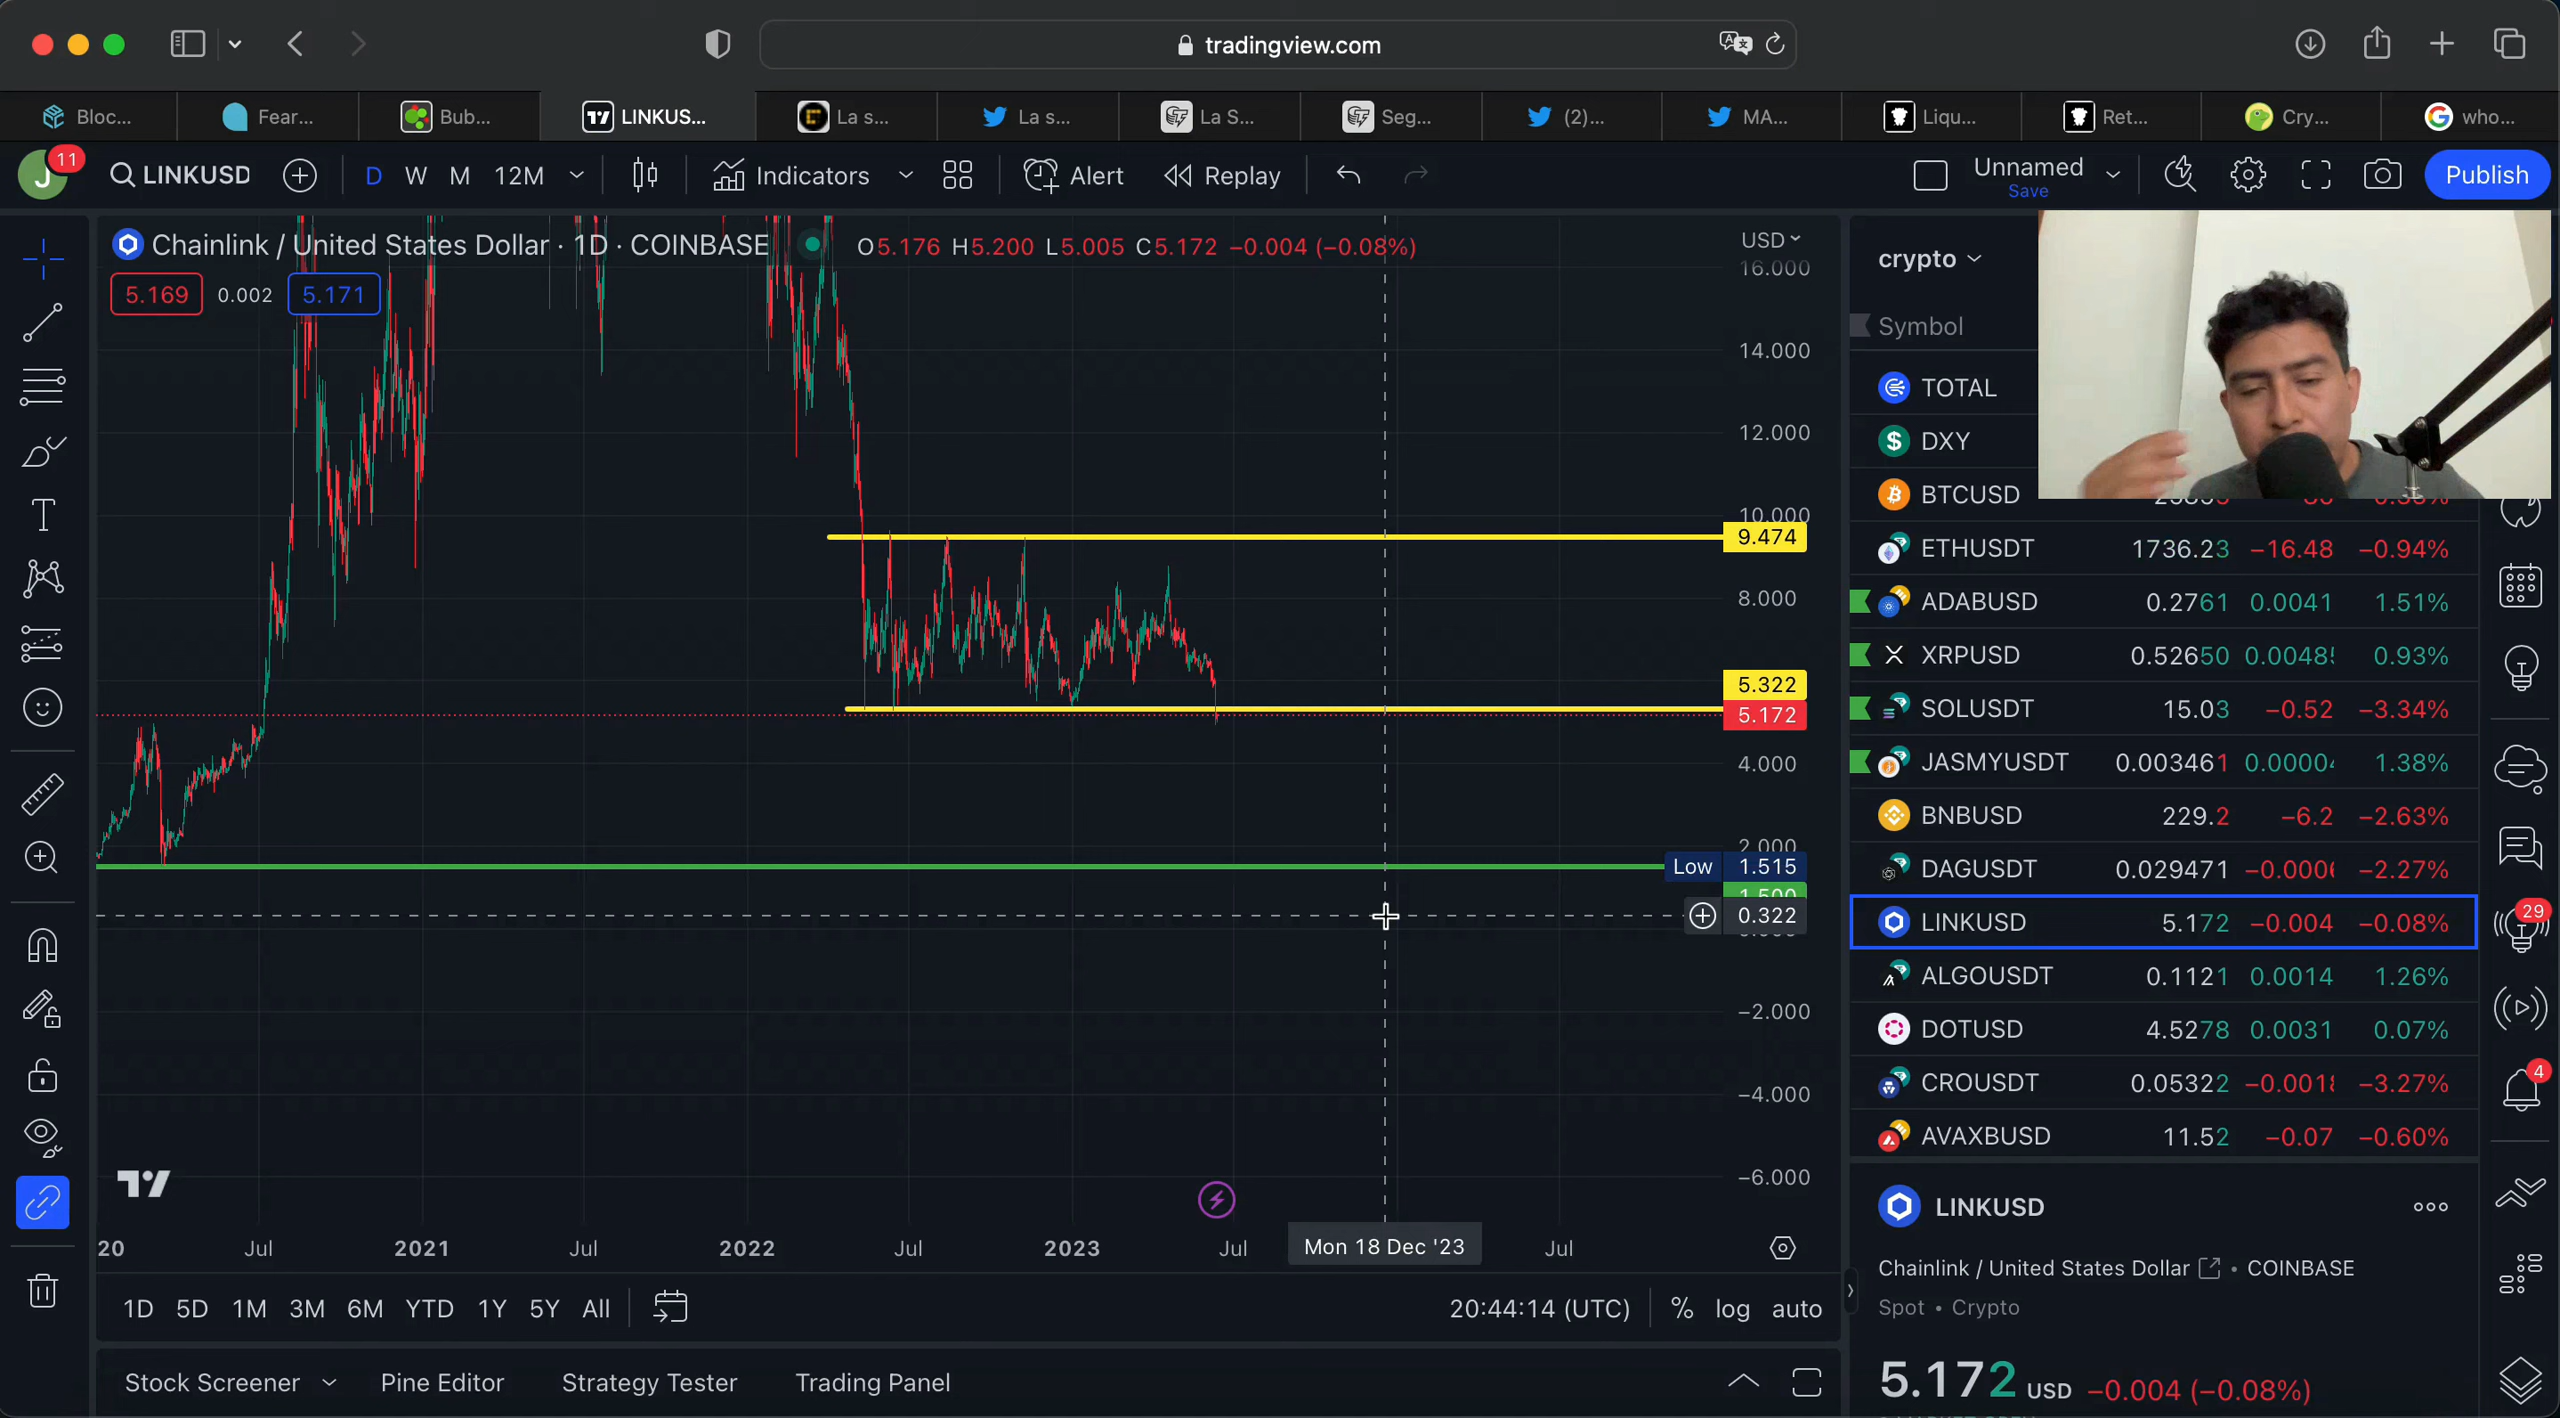 tradingview.com
Bloc...
Fear...
Bub...
LINKUS...
La s...
La s...
La S...
Seg...
(2)...
MA...
Liqu...
Ret...
Cry...
who...
J
11
LINKUSD
D W M 12M
Indicators
Alert
Replay
Unnamed
Save
Publish
Chainlink / United States Dollar · 1D · COINBASE
O5.176 H5.200 L5.005 C5.172 −0.004 (−0.08%)
5.169 0.002 5.171
USD
16.000
14.000
12.000
10.000
9.474
8.000
5.322
5.172
4.000
2.000
Low 1.515
1.500
0.322
−2.000
−4.000
−6.000
20 Jul 2021 Jul 2022 Jul 2023 Jul Mon 18 Dec '23 Jul
1D 5D 1M 3M 6M YTD 1Y 5Y All
20:44:14 (UTC) % log auto
Stock Screener Pine Editor Strategy Tester Trading Panel
crypto
Symbol
TOTAL
DXY
BTCUSD
ETHUSDT 1736.23 −16.48 −0.94%
ADABUSD 0.2761 0.0041 1.51%
XRPUSD 0.52650 0.0048 0.93%
SOLUSDT 15.03 −0.52 −3.34%
JASMYUSDT 0.003461 0.0000 1.38%
BNBUSD 229.2 −6.2 −2.63%
DAGUSDT 0.029471 −0.000 −2.27%
LINKUSD 5.172 −0.004 −0.08%
ALGOUSDT 0.1121 0.0014 1.26%
DOTUSD 4.5278 0.0031 0.07%
CROUSDT 0.05322 −0.001 −3.27%
AVAXBUSD 11.52 −0.07 −0.60%
29
4
LINKUSD
Chainlink / United States Dollar • COINBASE
Spot • Crypto
5.172 USD −0.004 (−0.08%)